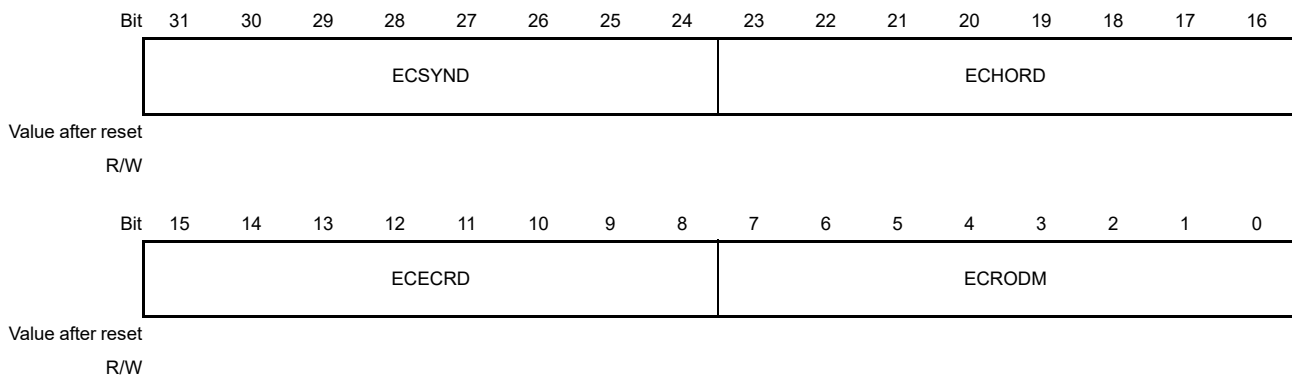 Bit 31 30 29 28 27 26 25 24 23 22 21 20 19 18 17 16
ECSYND ECHORD
Value after reset
R/W
Bit 15 14 13 12 11 10 9 8 7 6 5 4 3 2 1 0
ECECRD ECRODM
Value after reset
R/W